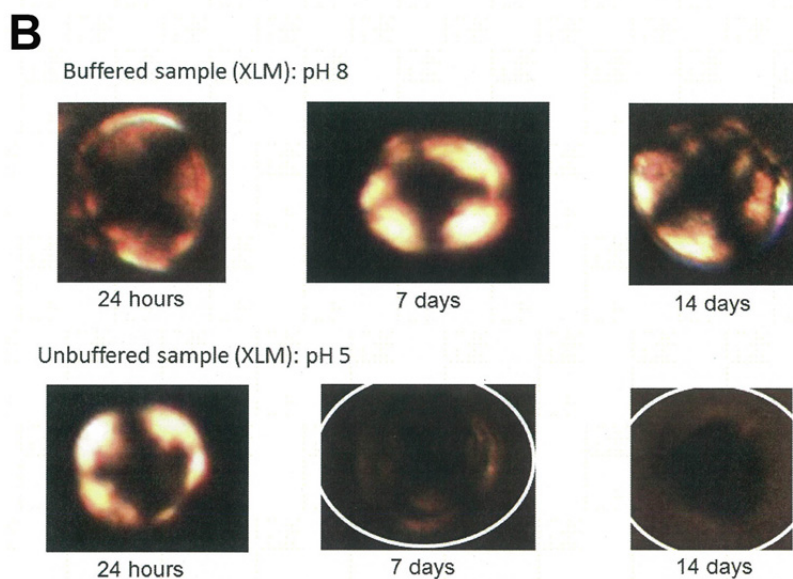 B
Buffered sample (XLM): pH 8
24 hours
7 days
14 days
Unbuffered sample (XLM): pH 5
24 hours
7 days
14 days